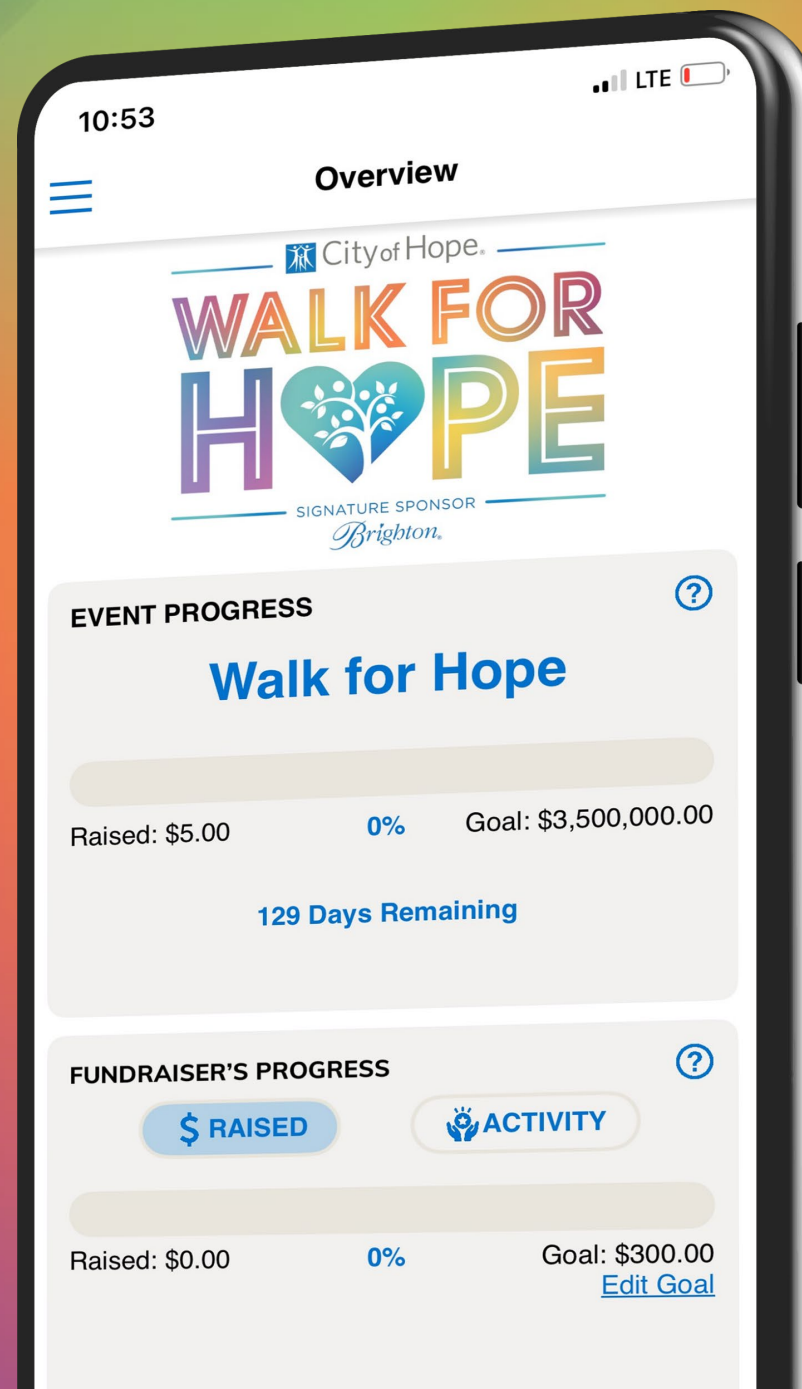 10:53
LTE
Overview
City of Hope®
WALK FOR
HOPE
SIGNATURE SPONSOR
Brighton®
EVENT PROGRESS
?
Walk for Hope
Raised: $5.00 0% Goal: $3,500,000.00
129 Days Remaining
FUNDRAISER'S PROGRESS
?
$ RAISED ACTIVITY
Raised: $0.00 0% Goal: $300.00
Edit Goal